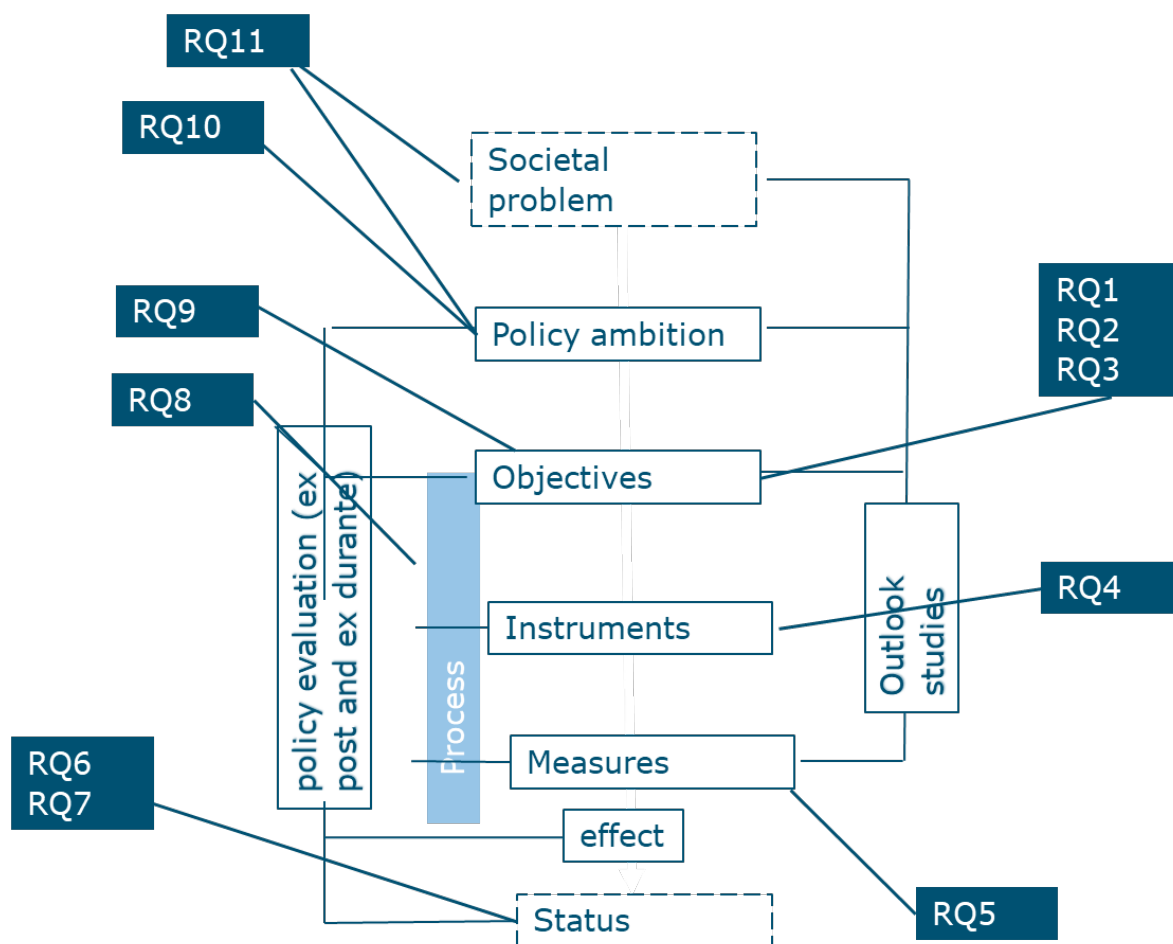 RQ11
RQ10
Societal
problem
RQ9
Policy ambition
RQ1
RQ2
RQ3
RQ8
Objectives
policy evaluation (ex
post and ex durante)
Process
Instruments
Outlook
studies
RQ4
Measures
RQ6
RQ7
effect
Status
RQ5